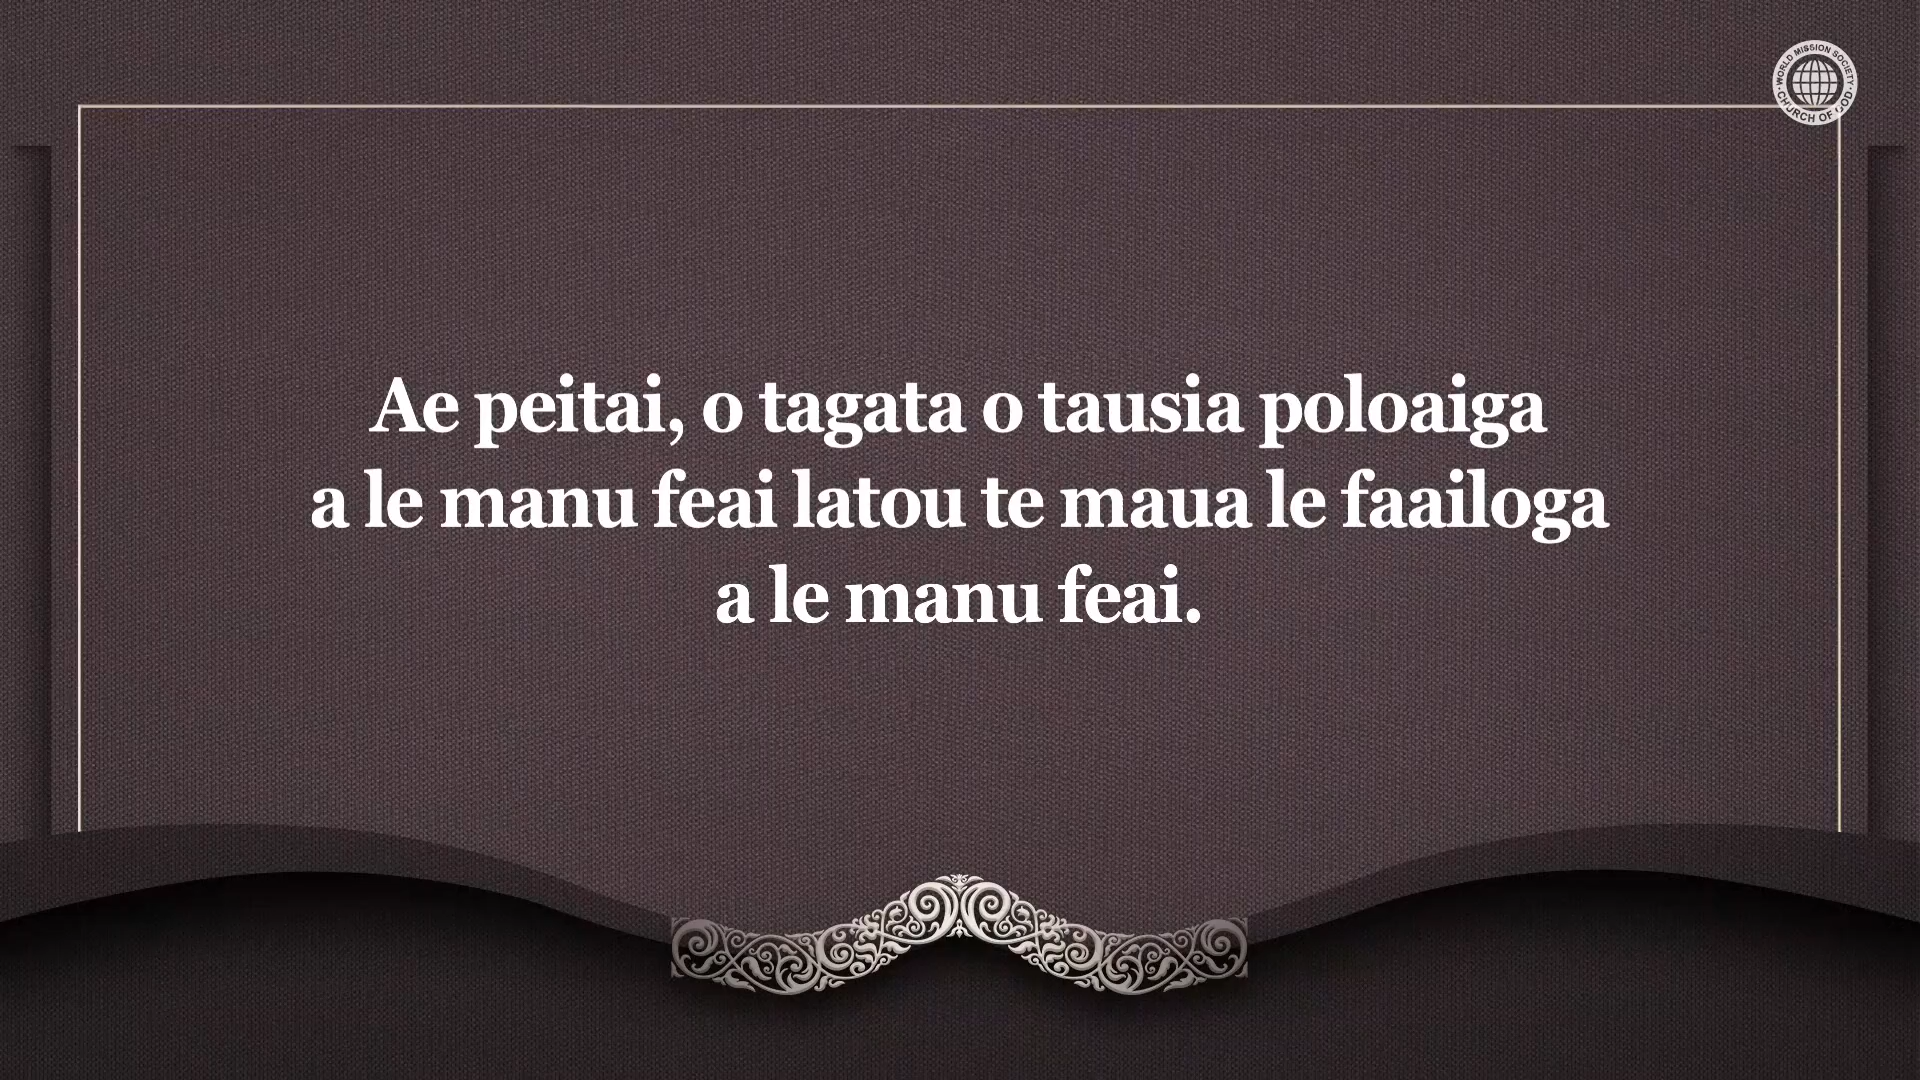 WORLD MISSION SOCIETY
CHURCH OF GOD
Ae peitai, o tagata o tausia poloaiga
a le manu feai latou te maua le faailoga
a le manu feai.